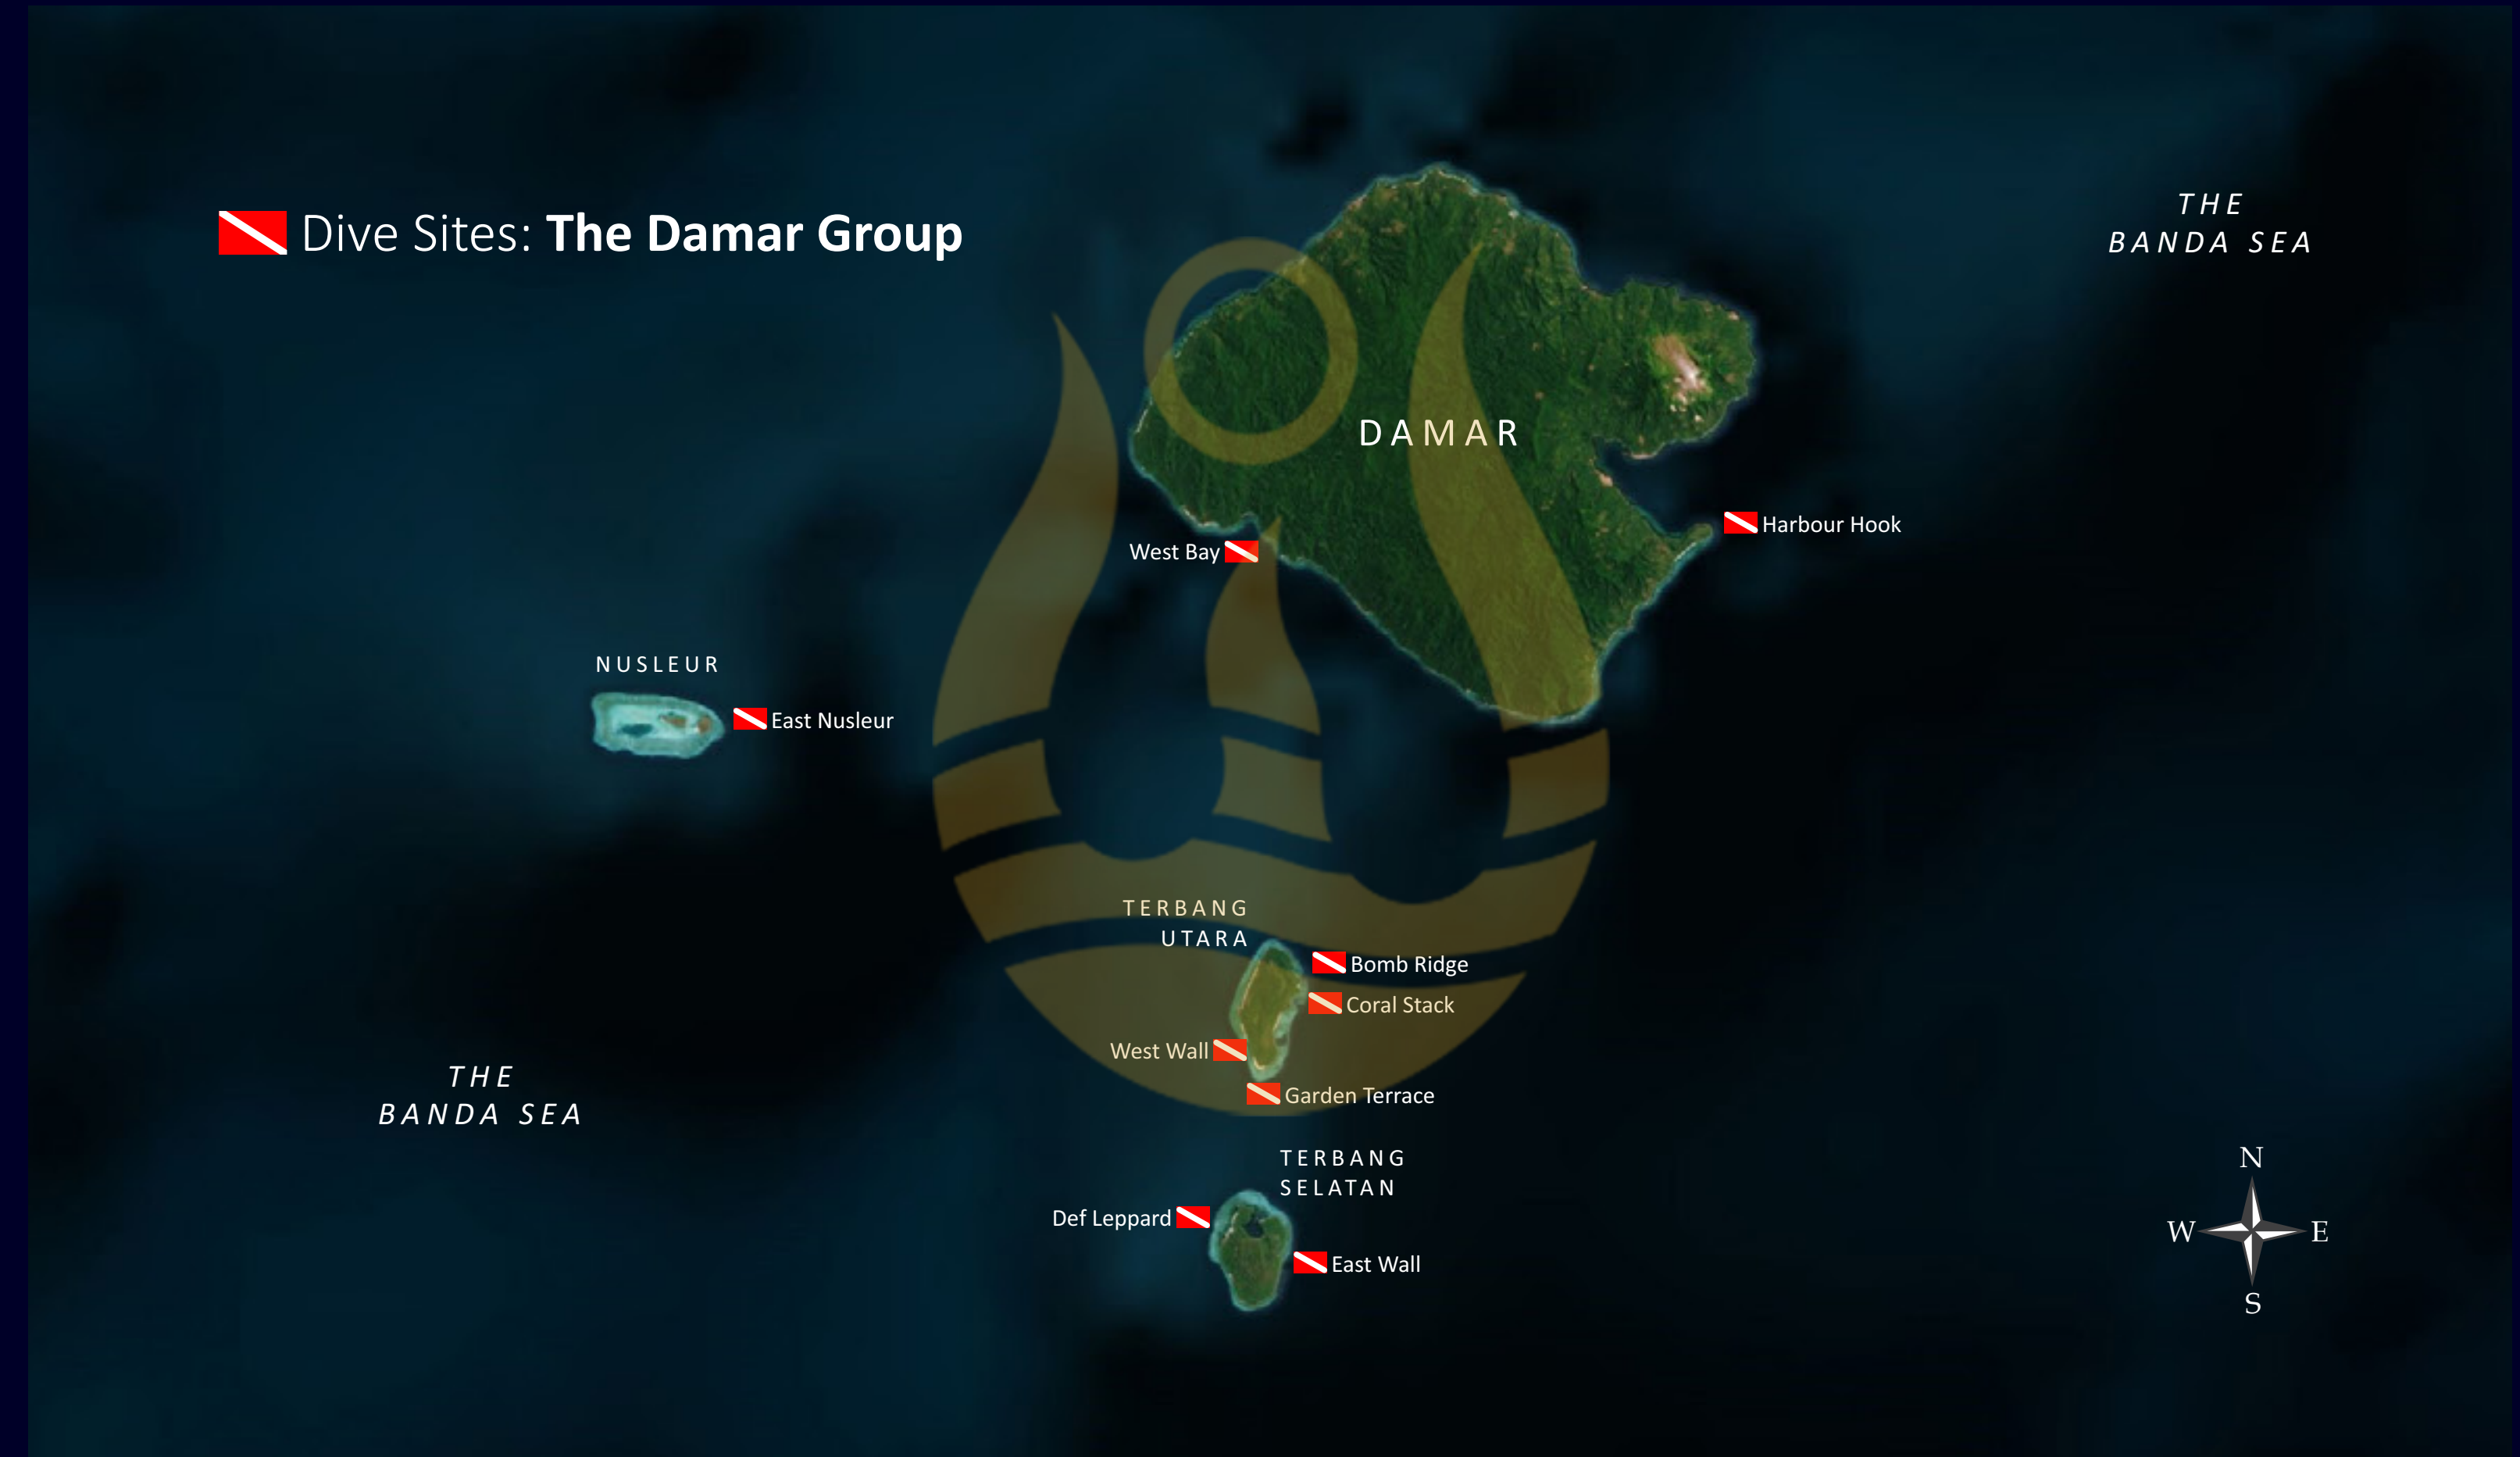 Dive Sites: The Damar Group
THE
BANDA SEA
DAMAR
Harbour Hook
West Bay
NUSLEUR
East Nusleur
TERBANG
UTARA
Bomb Ridge
Coral Stack
West Wall
Garden Terrace
THE
BANDA SEA
TERBANG
SELATAN
Def Leppard
East Wall
N
W E
S